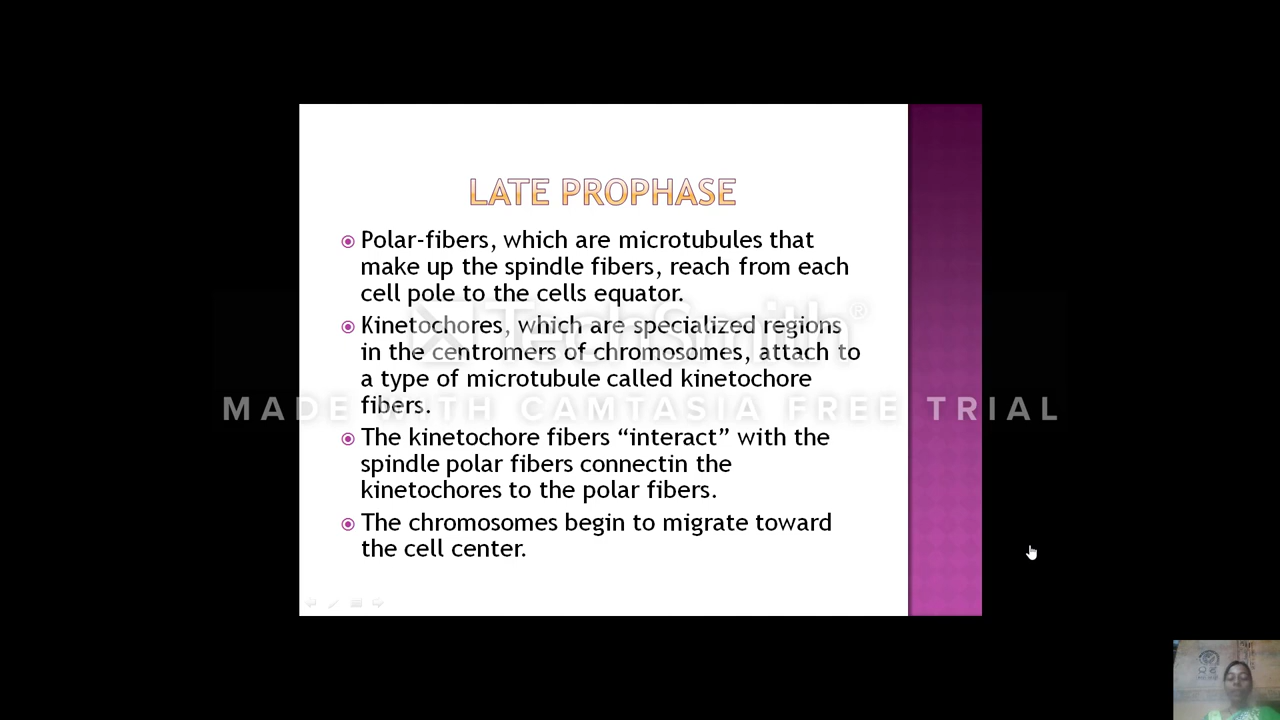 LATE PROPHASE
Polar-fibers, which are microtubules that
make up the spindle fibers, reach from each
cell pole to the cells equator.
Kinetochores, which are specialized regions
in the centromers of chromosomes, attach to
a type of microtubule called kinetochore
fibers.
The kinetochore fibers “interact” with the
spindle polar fibers connectin the
kinetochores to the polar fibers.
The chromosomes begin to migrate toward
the cell center.
TechSmith®
MADE WITH CAMTASIA FREE TRIAL